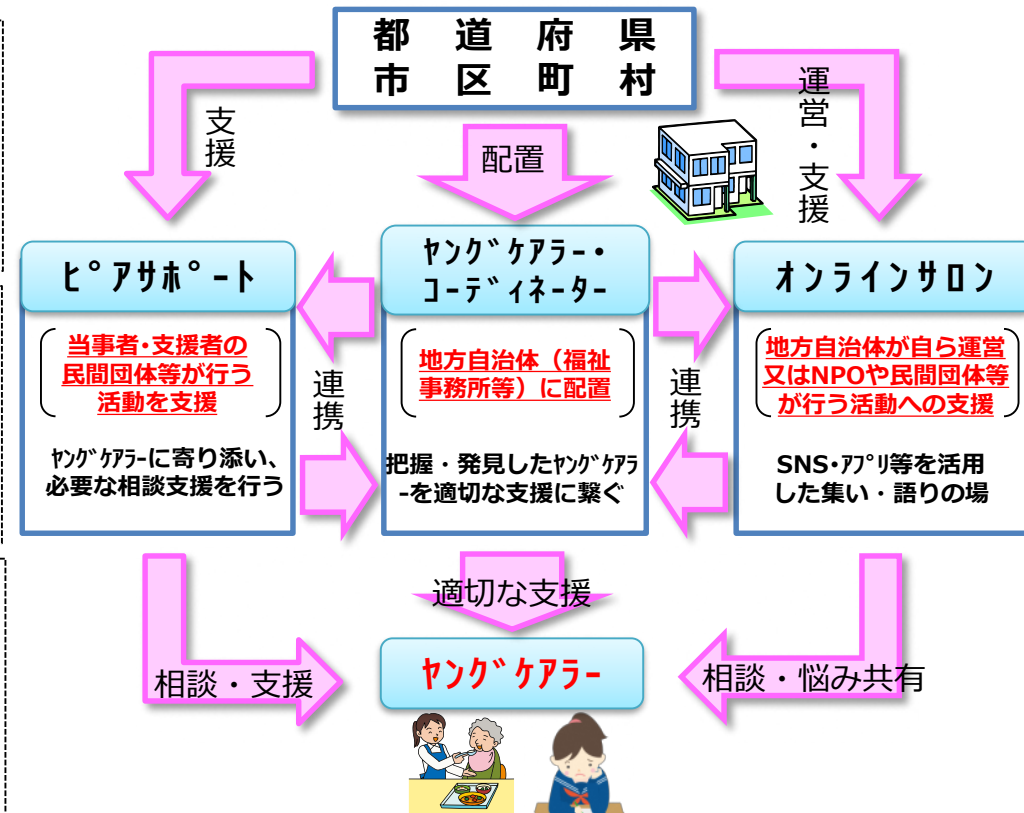 都道府県
市区町村
支援
配置
運営・支援
ﾋﾟｱｻﾎﾟｰﾄ
当事者・支援者の
民間団体等が行う
活動を支援
ﾔﾝｸﾞｹｱﾗｰに寄り添い、
必要な相談支援を行う
連携
ﾔﾝｸﾞｹｱﾗｰ・
ｺｰﾃﾞｨﾈｰﾀｰ
地方自治体（福祉
事務所等）に配置
把握・発見したﾔﾝｸﾞｹｱﾗ
ｰを適切な支援に繋ぐ
連携
オンラインサロン
地方自治体が自ら運営
又はNPOや民間団体等
が行う活動への支援
SNS・ｱﾌﾟﾘ等を活用
した集い・語りの場
相談・支援
適切な支援
相談・悩み共有
ﾔﾝｸﾞｹｱﾗｰ